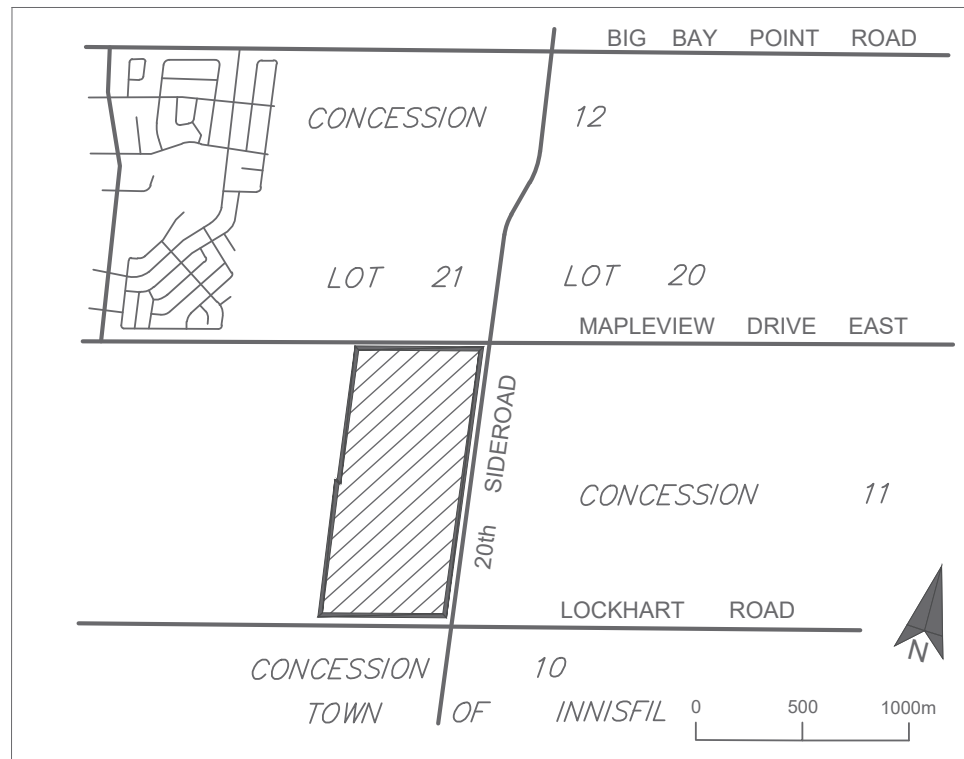 BIG BAY POINT ROAD
CONCESSION 12
LOT 21 LOT 20
MAPLEVIEW DRIVE EAST
20th SIDEROAD
CONCESSION 11
LOCKHART ROAD
N
CONCESSION 10
TOWN OF INNISFIL
0 500 1000m